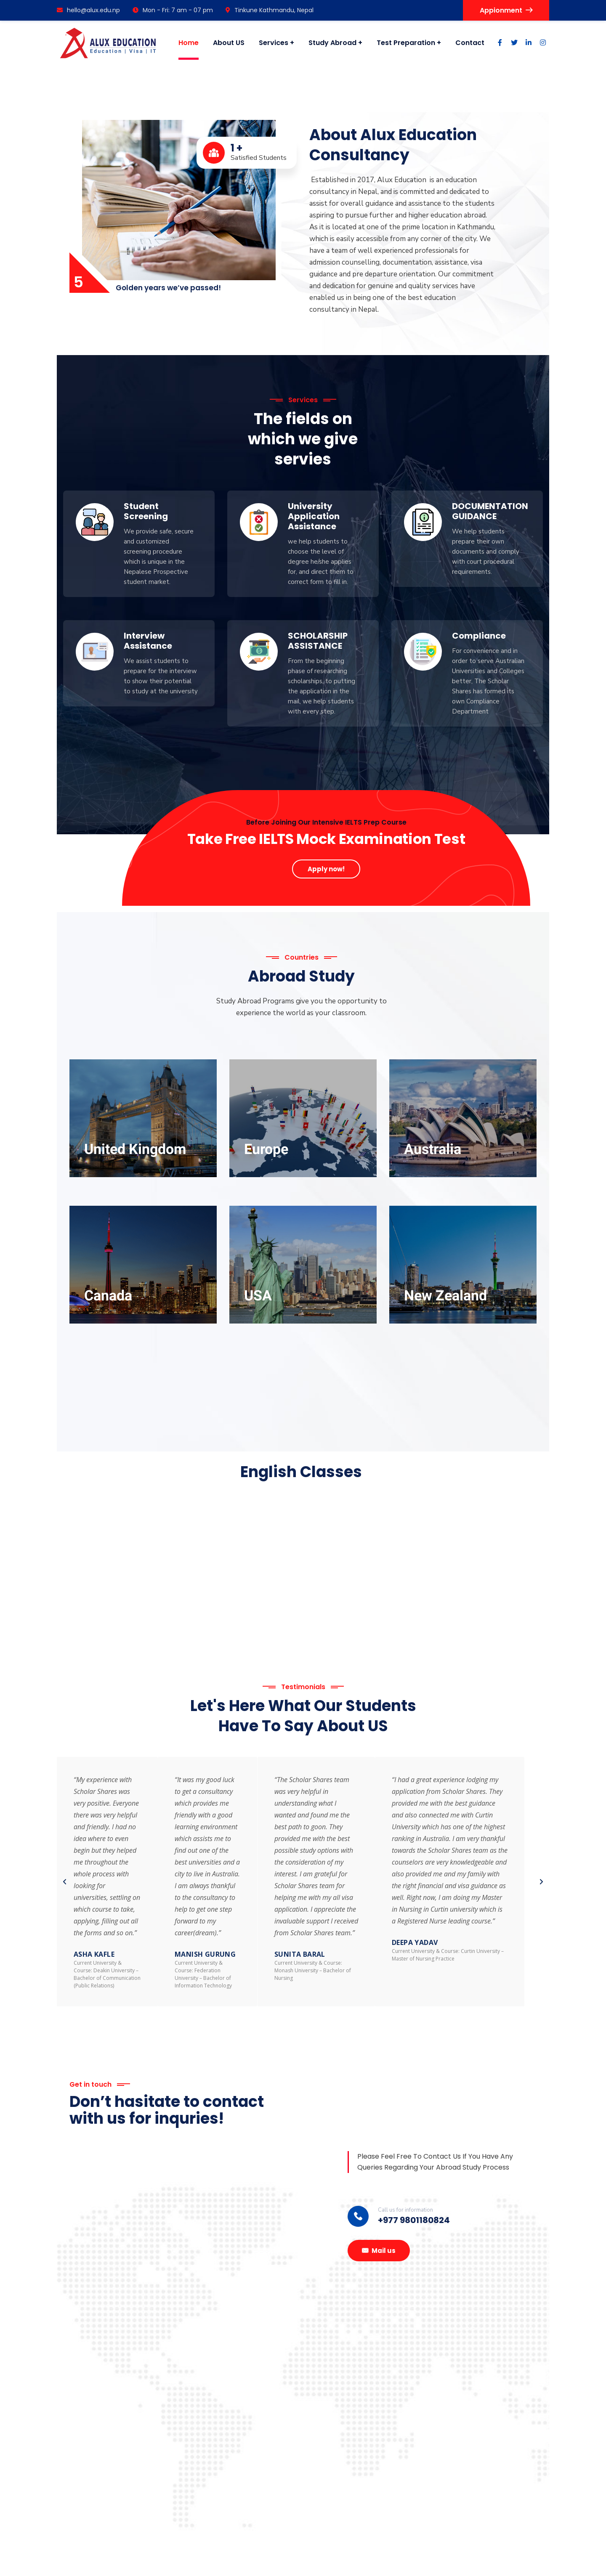 hello@alux.edu.np
Mon - Fri: 7 am - 07 pm
Tinkune Kathmandu, Nepal
Appionment
ALUX EDUCATION
Education | Visa | IT
Home
About US
Services +
Study Abroad +
Test Preparation +
Contact
1 +
Satisfied Students
5
Golden years we've passed!
About Alux Education
Consultancy
Established in 2017, Alux Education is an education
consultancy in Nepal, and is committed and dedicated to
assist for overall guidance and assistance to the students
aspiring to pursue further and higher education abroad.
As it is located at one of the prime location in Kathmandu,
which is easily accessible from any corner of the city. We
have a team of well experienced professionals for
admission counselling, documentation, assistance, visa
guidance and pre departure orientation. Our commitment
and dedication for genuine and quality services have
enabled us in being one of the best education
consultancy in Nepal.
Services
The fields on
which we give
servies
Student
Screening
We provide safe, secure
and customized
screening procedure
which is unique in the
Nepalese Prospective
student market.
University
Application
Assistance
we help students to
choose the level of
degree he/she applies
for, and direct them to
correct form to fill in.
DOCUMENTATION
GUIDANCE
We help students
prepare their own
documents and comply
with court procedural
requirements.
Interview
Assistance
We assist students to
prepare for the interview
to show their potential
to study at the university
SCHOLARSHIP
ASSISTANCE
From the beginning
phase of researching
scholarships, to putting
the application in the
mail, we help students
with every step.
Compliance
For convenience and in
order to serve Australian
Universities and Colleges
better, The Scholar
Shares has formed its
own Compliance
Department
Before Joining Our Intensive IELTS Prep Course
Take Free IELTS Mock Examination Test
Apply now!
Countries
Abroad Study
Study Abroad Programs give you the opportunity to
experience the world as your classroom.
United Kingdom
Europe
Australia
Canada
USA
New Zealand
English Classes
Testimonials
Let's Here What Our Students
Have To Say About US
"My experience with
Scholar Shares was
very positive. Everyone
there was very helpful
and friendly. I had no
idea where to even
begin but they helped
me throughout the
whole process with
looking for
universities, settling on
which course to take,
applying, filling out all
the forms and so on."
ASHA KAFLE
Current University &
Course: Deakin University –
Bachelor of Communication
(Public Relations)
"It was my good luck
to get a consultancy
which provides me
friendly with a good
learning environment
which assists me to
find out one of the
best universities and a
city to live in Australia.
I am always thankful
to the consultancy to
help to get one step
forward to my
career(dream)."
MANISH GURUNG
Current University &
Course: Federation
University – Bachelor of
Information Technology
"The Scholar Shares team
was very helpful in
understanding what I
wanted and found me the
best path to goon. They
provided me with the best
possible study options with
the consideration of my
interest. I am grateful for
Scholar Shares team for
helping me with my all visa
application. I appreciate the
invaluable support I received
from Scholar Shares team."
SUNITA BARAL
Current University & Course:
Monash University – Bachelor of
Nursing
"I had a great experience lodging my
application from Scholar Shares. They
provided me with the best guidance
and also connected me with Curtin
University which has one of the highest
ranking in Australia. I am very thankful
towards the Scholar Shares team as the
counselors are very knowledgeable and
also provided me and my family with
the right financial and visa guidance as
well. Right now, I am doing my Master
in Nursing in Curtin university which is
a Registered Nurse leading course."
DEEPA YADAV
Current University & Course: Curtin University –
Master of Nursing Practice
Get in touch
Don't hasitate to contact
with us for inquries!
Please Feel Free To Contact Us If You Have Any
Queries Regarding Your Abroad Study Process
Call us for information
+977 9801180824
Mail us